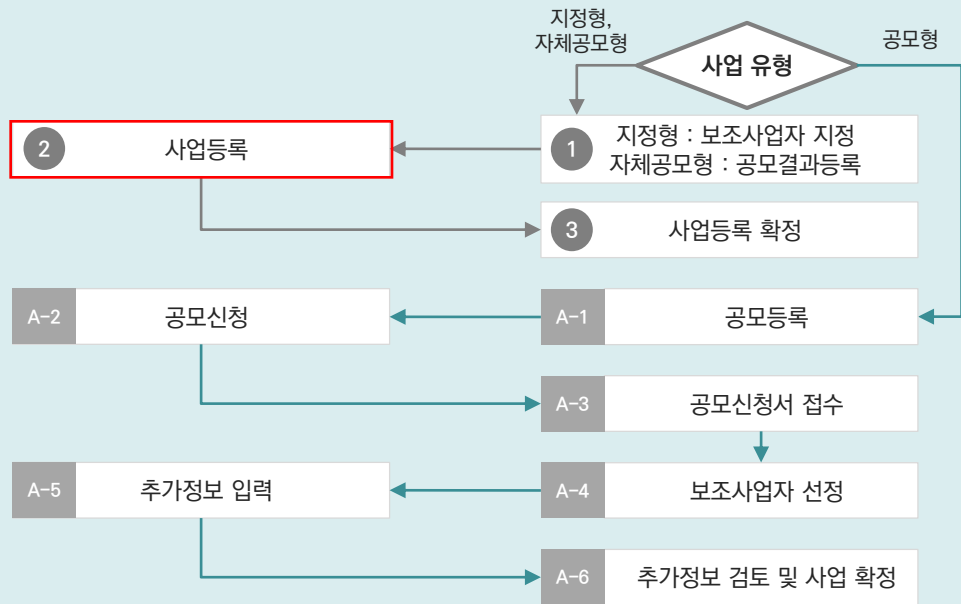 지정형,
자체공모형
공모형
사업 유형
2 사업등록
1 지정형 : 보조사업자 지정
자체공모형 : 공모결과등록
3 사업등록 확정
A-2 공모신청
A-1 공모등록
A-3 공모신청서 접수
A-5 추가정보 입력
A-4 보조사업자 선정
A-6 추가정보 검토 및 사업 확정